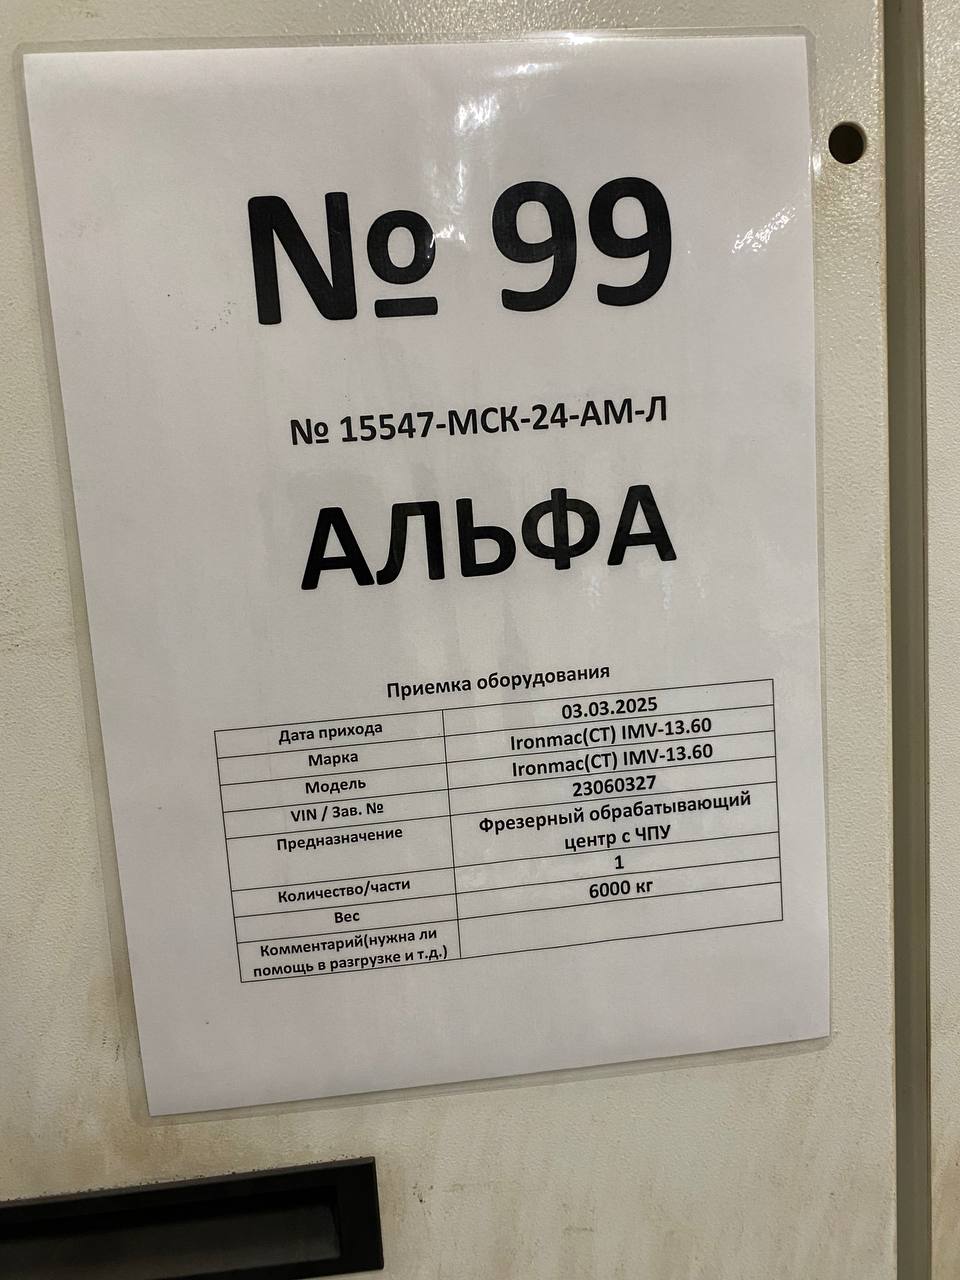 № 99
№ 15547-МСК-24-АМ-Л
АЛЬФА
Приемка оборудования
Дата прихода 03.03.2025
Марка Ironmac(CT) IMV-13.60
Модель Ironmac(CT) IMV-13.60
VIN / Зав. № 23060327
Предназначение Фрезерный обрабатывающий
центр с ЧПУ
Количество/части 1
Вес 6000 кг
Комментарий(нужна ли
помощь в разгрузке и т.д.)